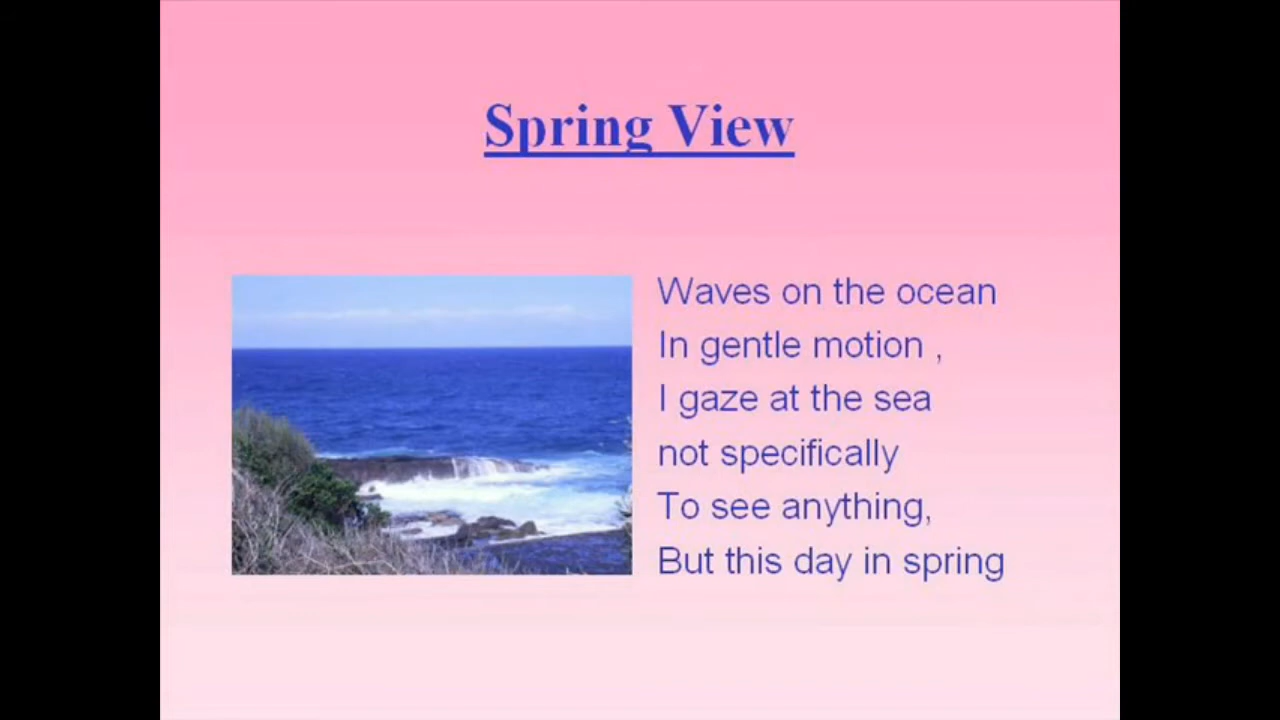 Spring View
Waves on the ocean
In gentle motion ,
I gaze at the sea
not specifically
To see anything,
But this day in spring